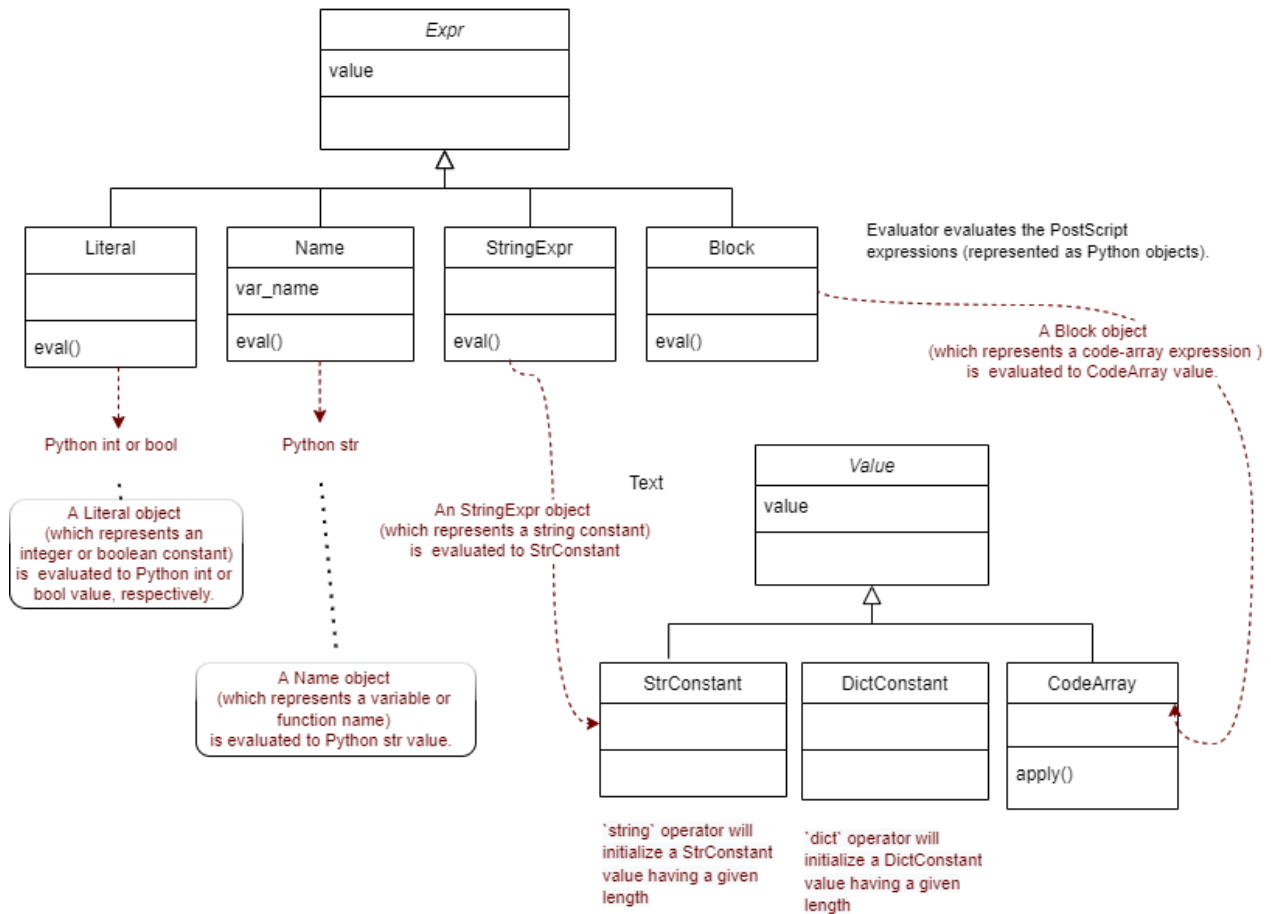 Expr
value
Literal
Name
StringExpr
Block
var_name
eval()
eval()
eval()
eval()
Evaluator evaluates the PostScript
expressions (represented as Python objects).
A Block object
(which represents a code-array expression )
is evaluated to CodeArray value.
Python int or bool
Python str
A Literal object
(which represents an
integer or boolean constant)
is evaluated to Python int or
bool value, respectively.
An StringExpr object
(which represents a string constant)
is evaluated to StrConstant
Text
Value
value
A Name object
(which represents a variable or
function name)
is evaluated to Python str value.
StrConstant
DictConstant
CodeArray
apply()
`string` operator will
initialize a StrConstant
value having a given
length
`dict` operator will
initialize a DictConstant
value having a given
length